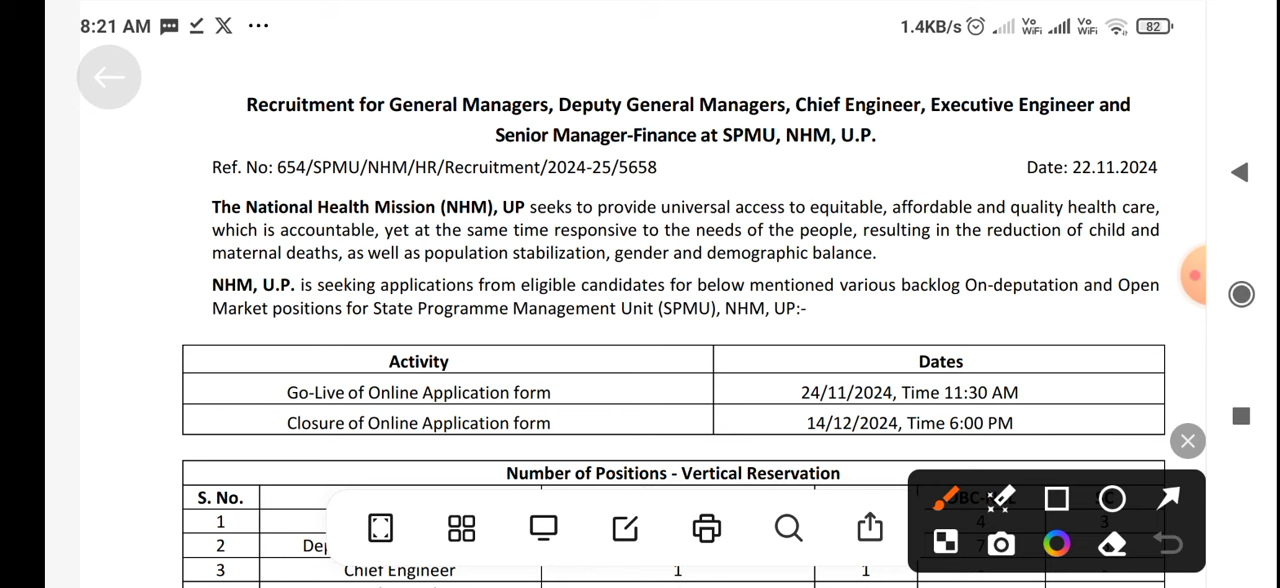 8:21 AM
1.4KB/s Vo WiFi Vo WiFi 82
Recruitment for General Managers, Deputy General Managers, Chief Engineer, Executive Engineer and
Senior Manager-Finance at SPMU, NHM, U.P.
Ref. No: 654/SPMU/NHM/HR/Recruitment/2024-25/5658 Date: 22.11.2024
The National Health Mission (NHM), UP seeks to provide universal access to equitable, affordable and quality health care,
which is accountable, yet at the same time responsive to the needs of the people, resulting in the reduction of child and
maternal deaths, as well as population stabilization, gender and demographic balance.
NHM, U.P. is seeking applications from eligible candidates for below mentioned various backlog On-deputation and Open
Market positions for State Programme Management Unit (SPMU), NHM, UP:-
Activity Dates
Go-Live of Online Application form 24/11/2024, Time 11:30 AM
Closure of Online Application form 14/12/2024, Time 6:00 PM
Number of Positions - Vertical Reservation
S. No.
1 4 3
2 7
3 Chief Engineer 1 1